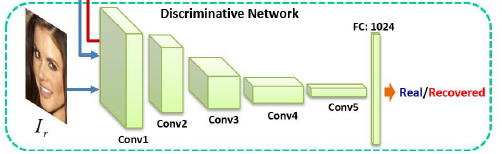 Discriminative Network
FC: 1024
I_r
Conv1
Conv2
Conv3
Conv4
Conv5
Real/Recovered